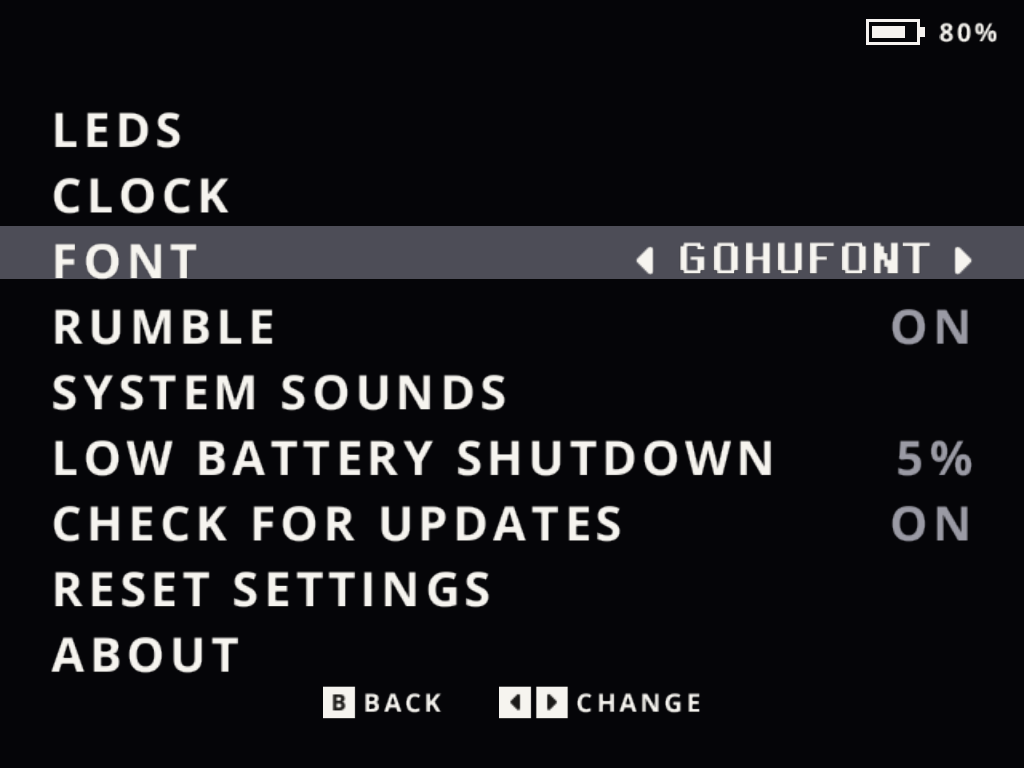 80%
LEDS
CLOCK
FONT GOHUFONT
RUMBLE ON
SYSTEM SOUNDS
LOW BATTERY SHUTDOWN 5%
CHECK FOR UPDATES ON
RESET SETTINGS
ABOUT
B BACK CHANGE